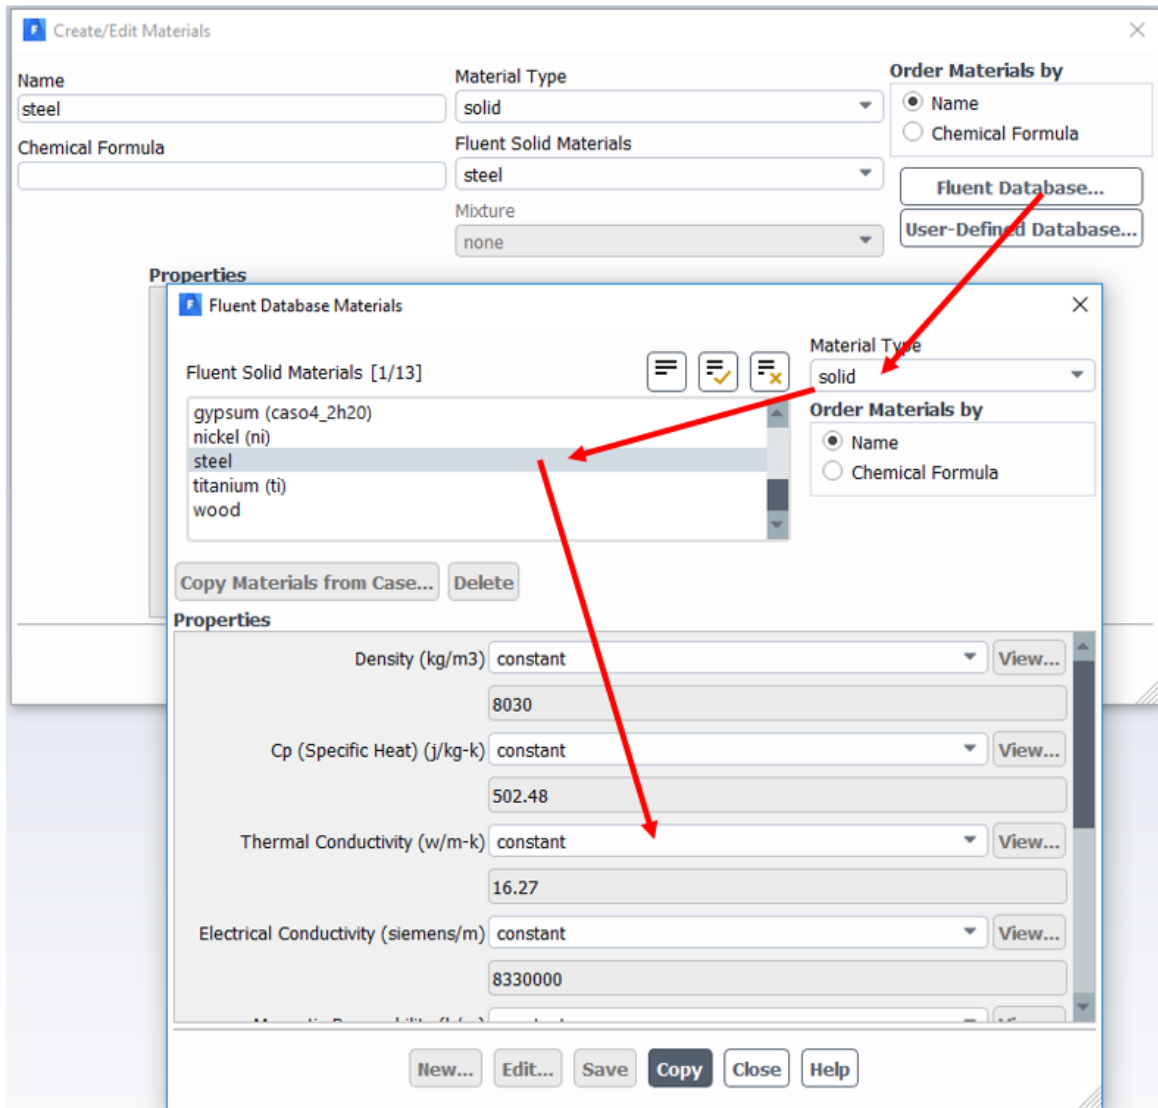 Create/Edit Materials
Name
steel
Chemical Formula
Material Type
solid
Fluent Solid Materials
steel
Mixture
none
Order Materials by
Name
Chemical Formula
Fluent Database...
User-Defined Database...
Properties
Fluent Database Materials
Fluent Solid Materials [1/13]
gypsum (caso4_2h20)
nickel (ni)
steel
titanium (ti)
wood
Material Type
solid
Order Materials by
Name
Chemical Formula
Copy Materials from Case... Delete
Properties
Density (kg/m3) constant View...
8030
Cp (Specific Heat) (j/kg-k) constant View...
502.48
Thermal Conductivity (w/m-k) constant View...
16.27
Electrical Conductivity (siemens/m) constant View...
8330000
New... Edit... Save Copy Close Help